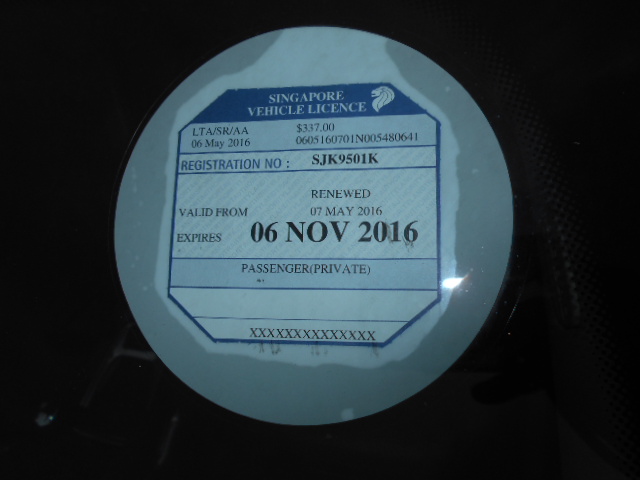 SINGAPORE
VEHICLE LICENCE
LTA/SR/AA $337.00
06 May 2016 0605160701N005480641
REGISTRATION NO : SJK9501K
RENEWED
VALID FROM 07 MAY 2016
EXPIRES 06 NOV 2016
PASSENGER(PRIVATE)
XXXXXXXXXXXXXX